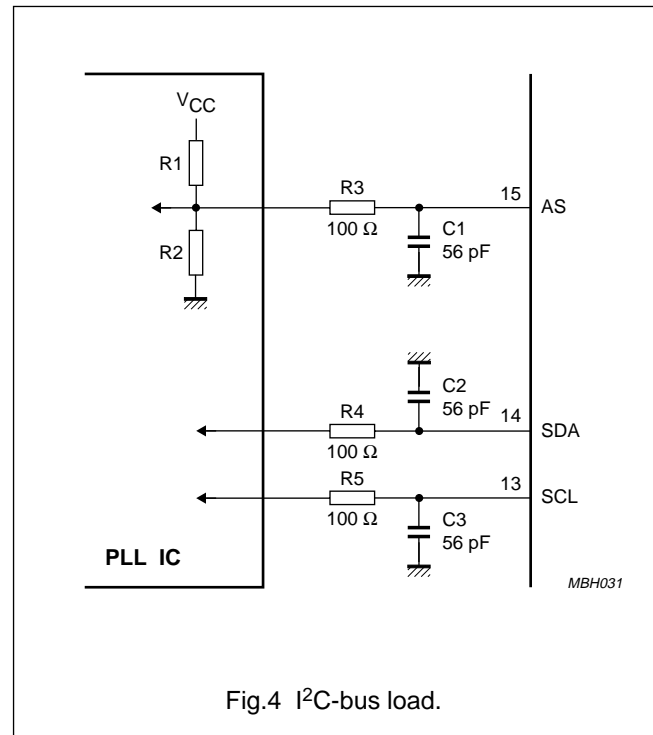 VCC
R1
R2
R3
100 Ω
15
AS
C1
56 pF
C2
56 pF
R4
100 Ω
14
SDA
R5
100 Ω
13
SCL
C3
56 pF
PLL IC
MBH031
Fig.4 I²C-bus load.